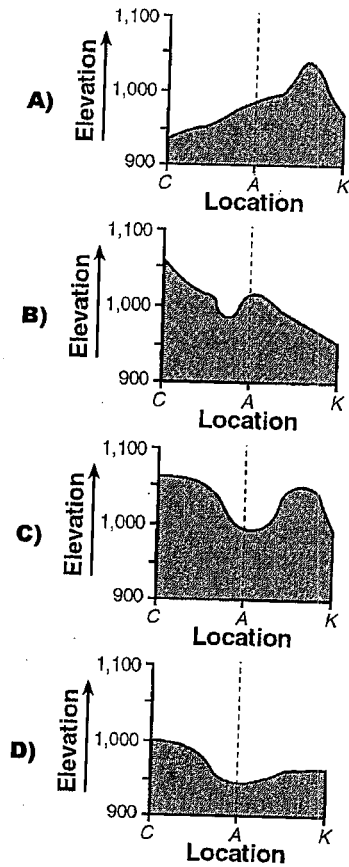 A)
Elevation
1,100
1,000
900
C A K
Location
B)
Elevation
1,100
1,000
900
C A K
Location
C)
Elevation
1,100
1,000
900
C A K
Location
D)
Elevation
1,100
1,000
900
C A K
Location